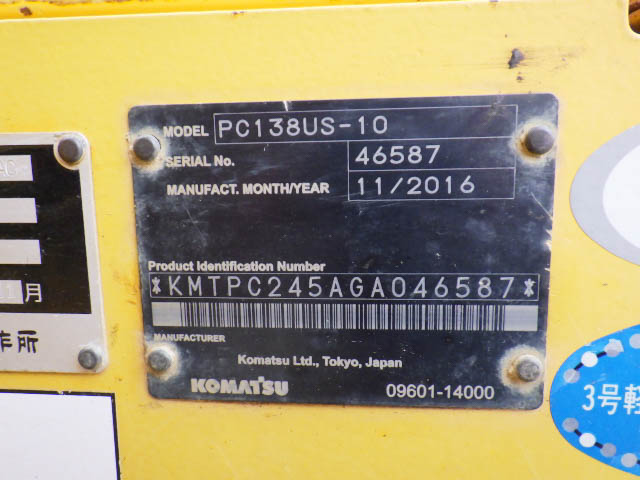 MODEL PC138US-10
SERIAL No. 46587
MANUFACT. MONTH/YEAR 11/2016
Product Identification Number
*KMTPC245AGA046587*
MANUFACTURER
Komatsu Ltd., Tokyo, Japan
KOMATSU 09601-14000
月
作所
3号軽